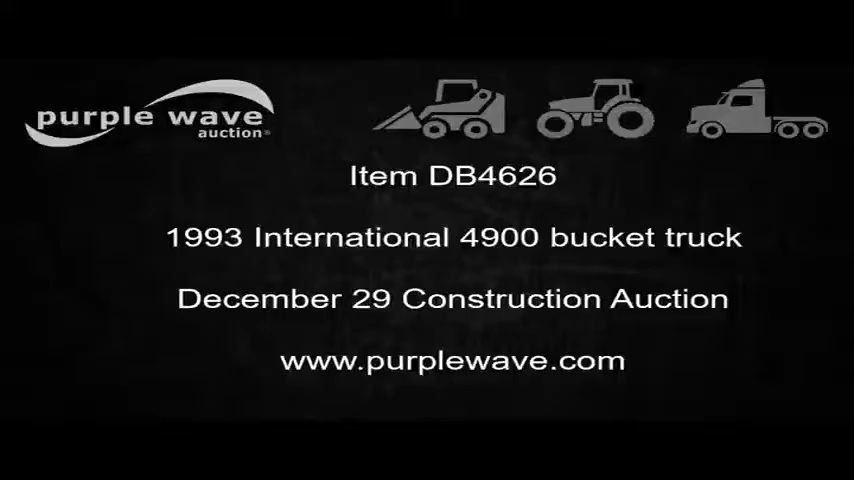 purple wave
auction®
Item DB4626
1993 International 4900 bucket truck
December 29 Construction Auction
www.purplewave.com